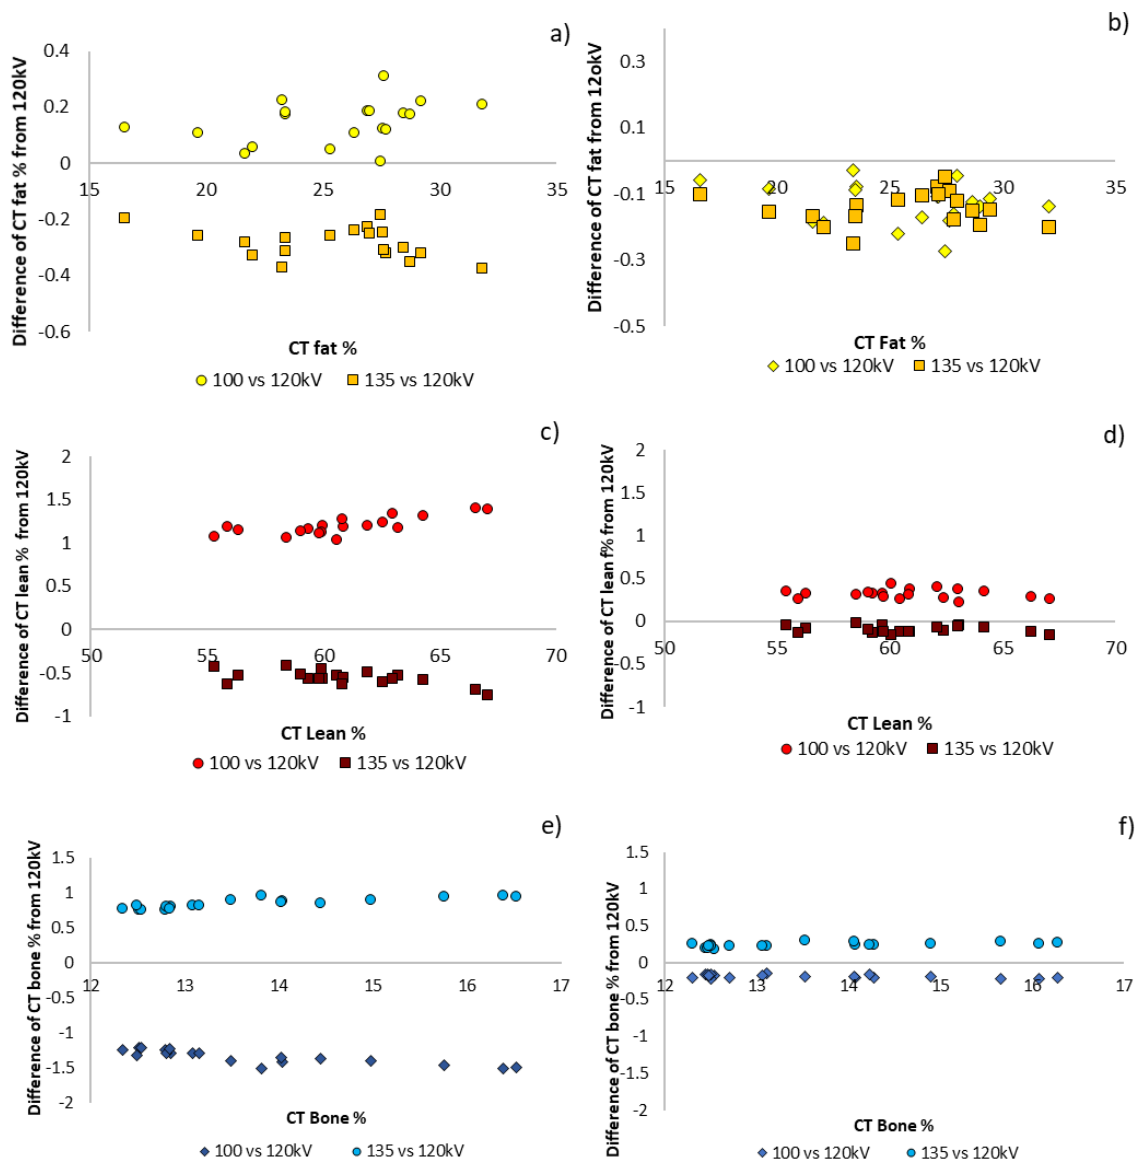 a)
Difference of CT fat % from 120kV
0.4
0.2
0
-0.2
-0.4
-0.6
15 20 25 30 35
CT fat %
100 vs 120kV 135 vs 120kV
b)
Difference of CT fat from 12okV
0.3
0.1
-0.1
-0.3
-0.5
15 20 25 30 35
CT Fat %
100 vs 120kV 135 vs 120kV
c)
Difference of CT lean % from 120kV
2
1.5
1
0.5
0
-0.5
-1
50 55 60 65 70
CT Lean %
100 vs 120kV 135 vs 120kV
d)
Difference of CT lean f% from 120kV
2
1.5
1
0.5
0
-0.5
-1
50 55 60 65 70
CT Lean %
100 vs 120kV 135 vs 120kV
e)
Difference of CT bone % from 120kV
1.5
1
0.5
0
-0.5
-1
-1.5
-2
12 13 14 15 16 17
CT Bone %
100 vs 120kV 135 vs 120kV
f)
Difference of CT bone % from 120kV
1.5
1
0.5
0
-0.5
-1
-1.5
-2
12 13 14 15 16 17
CT Bone %
100 vs 120kV 135 vs 120kV